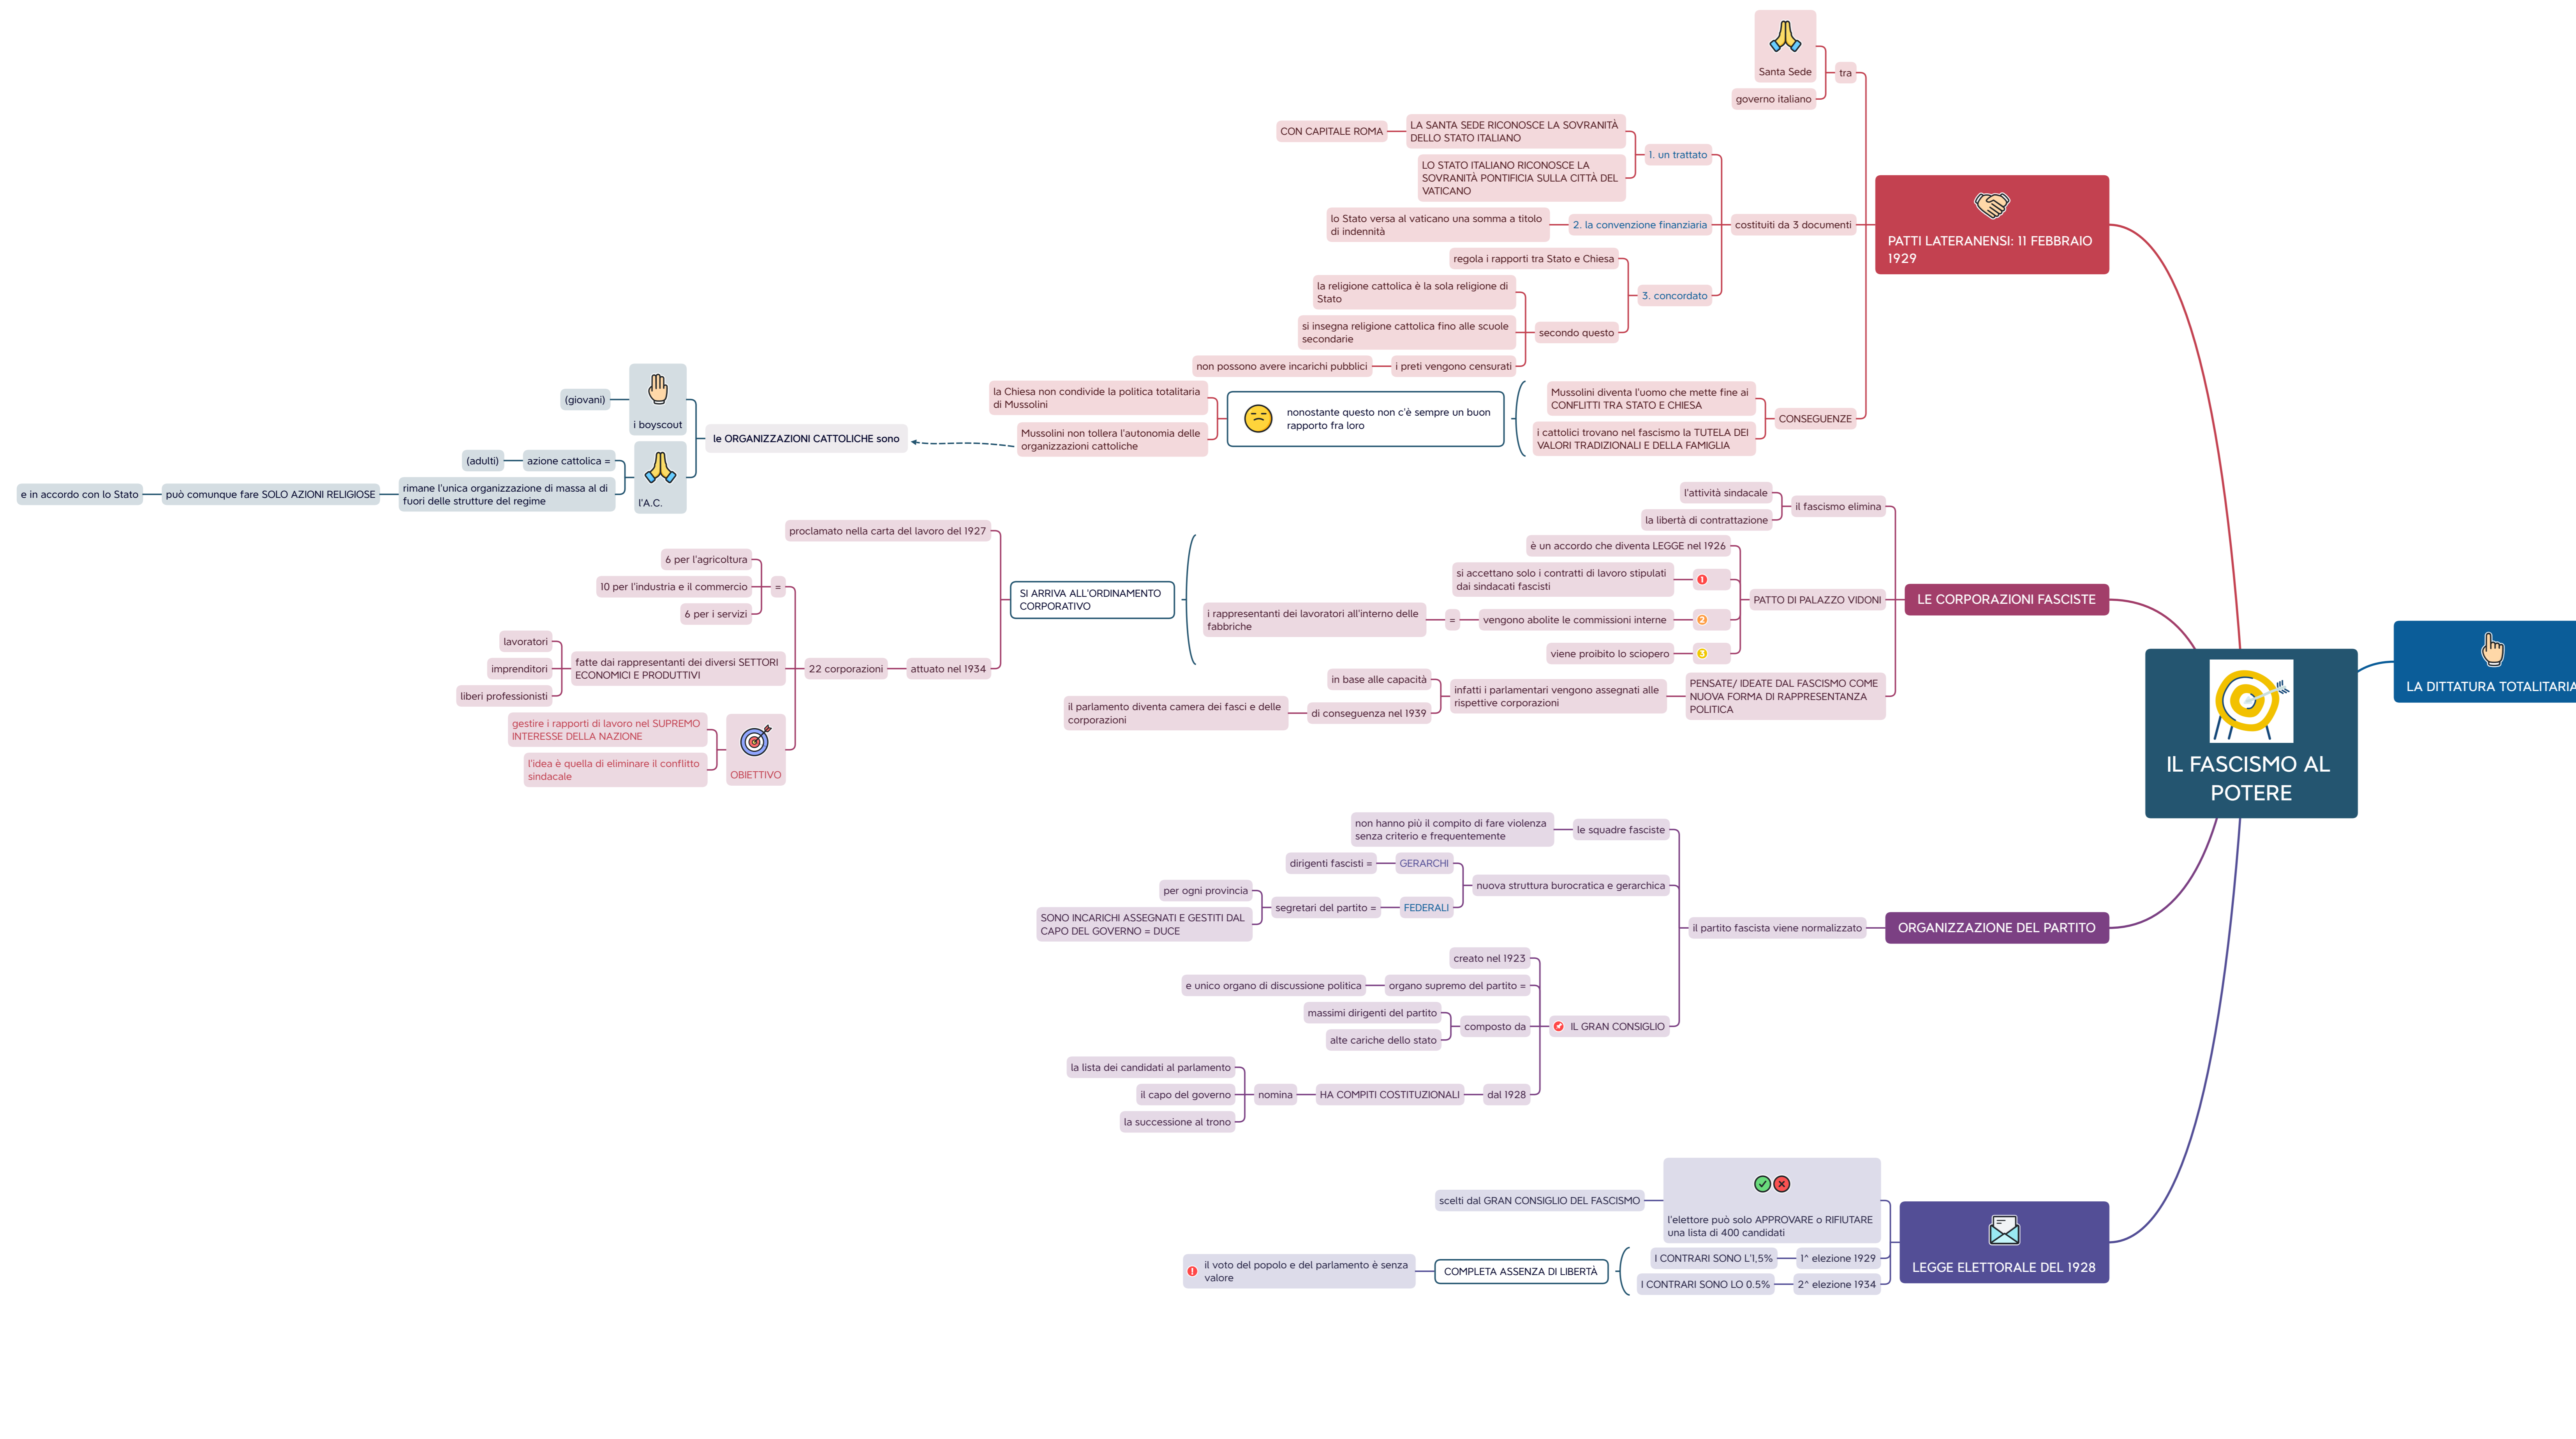 IL FASCISMO AL
POTERE
LA DITTATURA TOTALITARIA
PATTI LATERANENSI: 11 FEBBRAIO
1929
tra
Santa Sede
governo italiano
costituiti da 3 documenti
1. un trattato
LA SANTA SEDE RICONOSCE LA SOVRANITÀ
DELLO STATO ITALIANO
CON CAPITALE ROMA
LO STATO ITALIANO RICONOSCE LA
SOVRANITÀ PONTIFICIA SULLA CITTÀ DEL
VATICANO
2. la convenzione finanziaria
lo Stato versa al vaticano una somma a titolo
di indennità
3. concordato
regola i rapporti tra Stato e Chiesa
secondo questo
la religione cattolica è la sola religione di
Stato
si insegna religione cattolica fino alle scuole
secondarie
i preti vengono censurati
non possono avere incarichi pubblici
CONSEGUENZE
Mussolini diventa l'uomo che mette fine ai
CONFLITTI TRA STATO E CHIESA
i cattolici trovano nel fascismo la TUTELA DEI
VALORI TRADIZIONALI E DELLA FAMIGLIA
nonostante questo non c'è sempre un buon
rapporto fra loro
la Chiesa non condivide la politica totalitaria
di Mussolini
Mussolini non tollera l'autonomia delle
organizzazioni cattoliche
le ORGANIZZAZIONI CATTOLICHE sono
i boyscout
(giovani)
l'A.C.
azione cattolica =
(adulti)
rimane l'unica organizzazione di massa al di
fuori delle strutture del regime
può comunque fare SOLO AZIONI RELIGIOSE
e in accordo con lo Stato
LE CORPORAZIONI FASCISTE
il fascismo elimina
l'attività sindacale
la libertà di contrattazione
PATTO DI PALAZZO VIDONI
è un accordo che diventa LEGGE nel 1926
!
si accettano solo i contratti di lavoro stipulati
dai sindacati fascisti
2
vengono abolite le commissioni interne
=
i rappresentanti dei lavoratori all'interno delle
fabbriche
3
viene proibito lo sciopero
PENSATE/ IDEATE DAL FASCISMO COME
NUOVA FORMA DI RAPPRESENTANZA
POLITICA
infatti i parlamentari vengono assegnati alle
rispettive corporazioni
in base alle capacità
di conseguenza nel 1939
il parlamento diventa camera dei fasci e delle
corporazioni
SI ARRIVA ALL'ORDINAMENTO
CORPORATIVO
proclamato nella carta del lavoro del 1927
attuato nel 1934
22 corporazioni
=
6 per l'agricoltura
10 per l'industria e il commercio
6 per i servizi
fatte dai rappresentanti dei diversi SETTORI
ECONOMICI E PRODUTTIVI
lavoratori
imprenditori
liberi professionisti
OBIETTIVO
gestire i rapporti di lavoro nel SUPREMO
INTERESSE DELLA NAZIONE
l'idea è quella di eliminare il conflitto
sindacale
ORGANIZZAZIONE DEL PARTITO
il partito fascista viene normalizzato
le squadre fasciste
non hanno più il compito di fare violenza
senza criterio e frequentemente
nuova struttura burocratica e gerarchica
GERARCHI
dirigenti fascisti =
FEDERALI
segretari del partito =
per ogni provincia
SONO INCARICHI ASSEGNATI E GESTITI DAL
CAPO DEL GOVERNO = DUCE
IL GRAN CONSIGLIO
creato nel 1923
organo supremo del partito =
e unico organo di discussione politica
composto da
massimi dirigenti del partito
alte cariche dello stato
dal 1928
HA COMPITI COSTITUZIONALI
nomina
la lista dei candidati al parlamento
il capo del governo
la successione al trono
LEGGE ELETTORALE DEL 1928
l'elettore può solo APPROVARE o RIFIUTARE
una lista di 400 candidati
scelti dal GRAN CONSIGLIO DEL FASCISMO
1^ elezione 1929
I CONTRARI SONO L'1,5%
2^ elezione 1934
I CONTRARI SONO LO 0.5%
COMPLETA ASSENZA DI LIBERTÀ
!
il voto del popolo e del parlamento è senza
valore